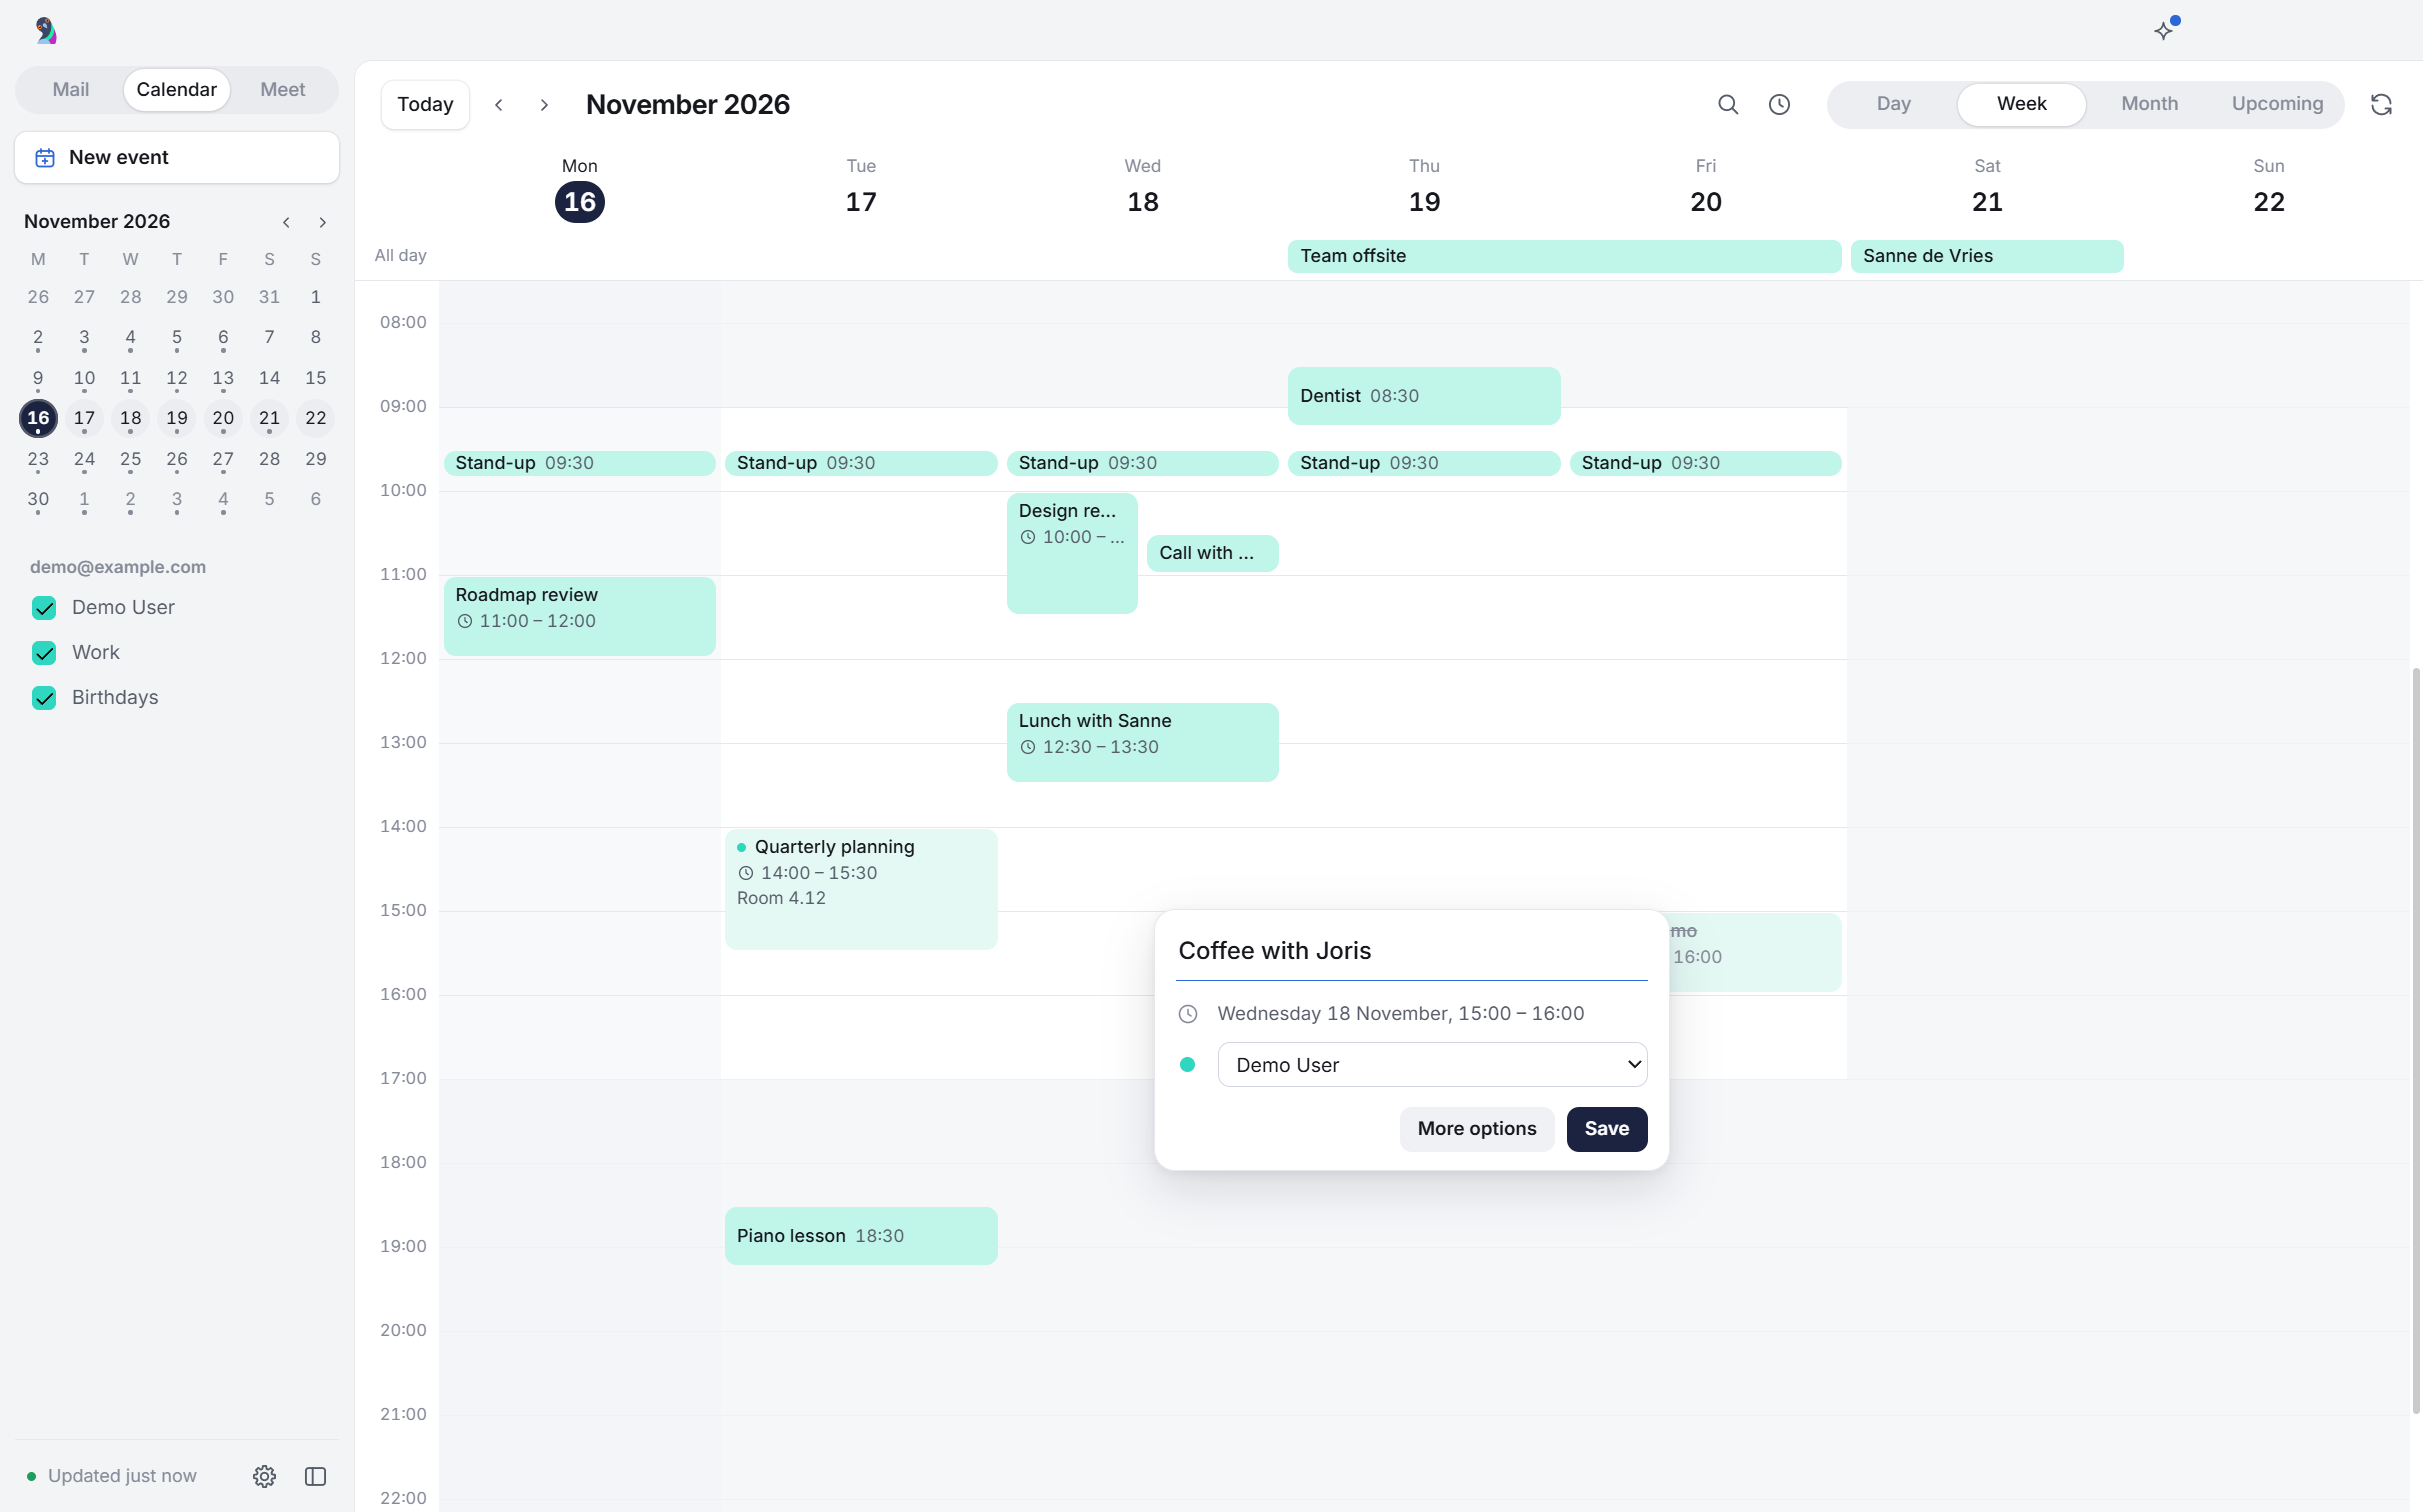 Mail Calendar Meet
New event
November 2026
M T W T F S S
26 27 28 29 30 31 1
2 3 4 5 6 7 8
9 10 11 12 13 14 15
16 17 18 19 20 21 22
23 24 25 26 27 28 29
30 1 2 3 4 5 6
demo@example.com
Demo User
Work
Birthdays
Updated just now
Today November 2026 Day Week Month Upcoming
Mon Tue Wed Thu Fri Sat Sun
16 17 18 19 20 21 22
All day Team offsite Sanne de Vries
08:00
Dentist 08:30
09:00
Stand-up 09:30 Stand-up 09:30 Stand-up 09:30 Stand-up 09:30 Stand-up 09:30
10:00
Design re...
10:00 – ...
Call with ...
11:00
Roadmap review
11:00 – 12:00
12:00
Lunch with Sanne
13:00
12:30 – 13:30
14:00
Quarterly planning
14:00 – 15:30
Room 4.12
15:00
mo
16:00
Coffee with Joris
16:00
Wednesday 18 November, 15:00 – 16:00
Demo User
17:00
More options Save
18:00
Piano lesson 18:30
19:00
20:00
21:00
22:00